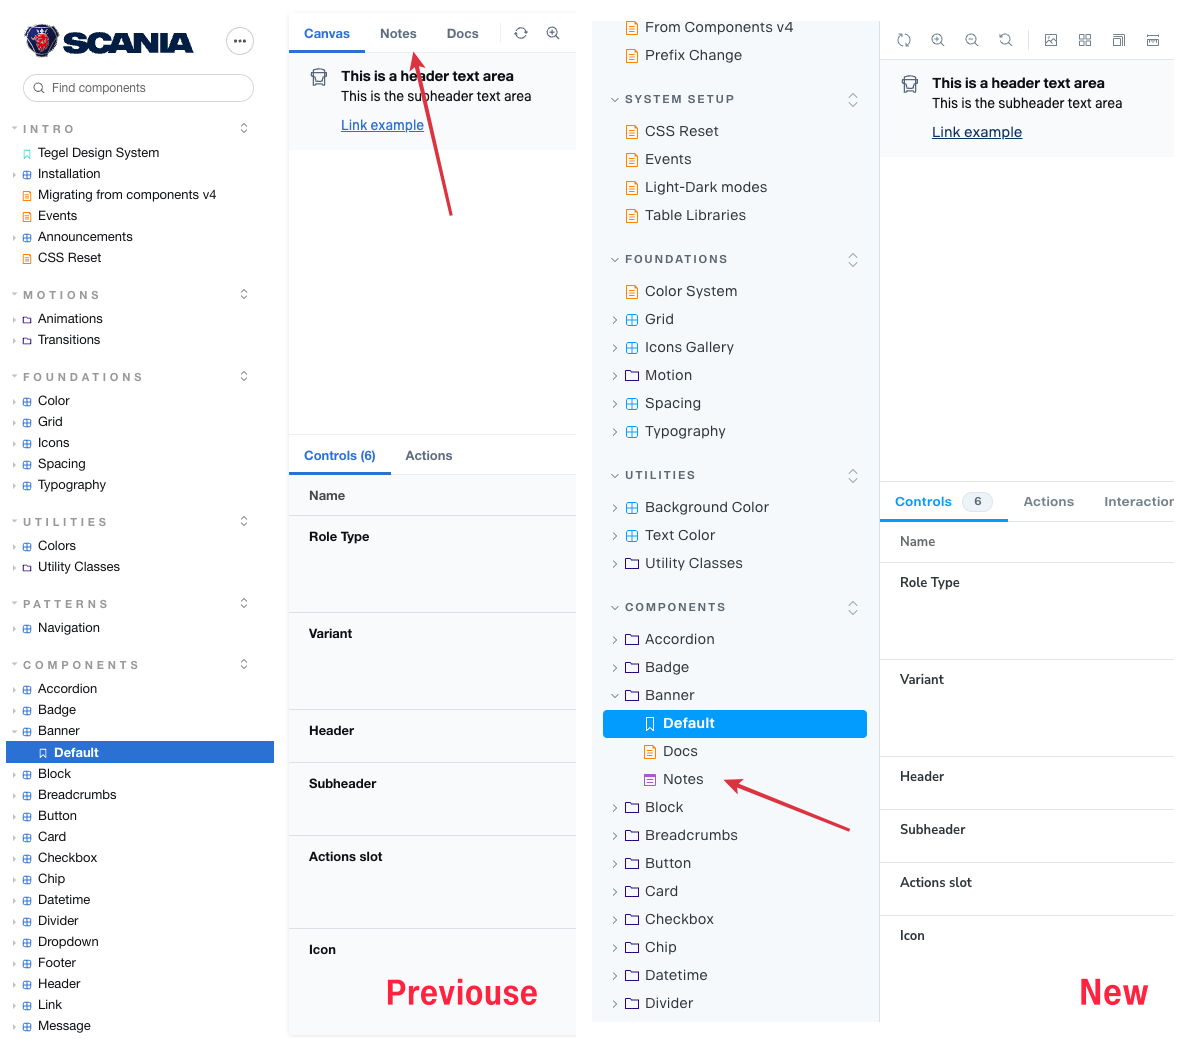 SCANIA
Find components
INTRO
Tegel Design System
Installation
Migrating from components v4
Events
Announcements
CSS Reset
MOTIONS
Animations
Transitions
FOUNDATIONS
Color
Grid
Icons
Spacing
Typography
UTILITIES
Colors
Utility Classes
PATTERNS
Navigation
COMPONENTS
Accordion
Badge
Banner
Default
Block
Breadcrumbs
Button
Card
Checkbox
Chip
Datetime
Divider
Dropdown
Footer
Header
Link
Message
Canvas Notes Docs
This is a header text area
This is the subheader text area
Link example
Controls (6) Actions
Name
Role Type
Variant
Header
Subheader
Actions slot
Icon
Previouse
From Components v4
Prefix Change
SYSTEM SETUP
CSS Reset
Events
Light-Dark modes
Table Libraries
FOUNDATIONS
Color System
Grid
Icons Gallery
Motion
Spacing
Typography
UTILITIES
Background Color
Text Color
Utility Classes
COMPONENTS
Accordion
Badge
Banner
Default
Docs
Notes
Block
Breadcrumbs
Button
Card
Checkbox
Chip
Datetime
Divider
This is a header text area
This is the subheader text area
Link example
Controls 6 Actions Interaction
Name
Role Type
Variant
Header
Subheader
Actions slot
Icon
New